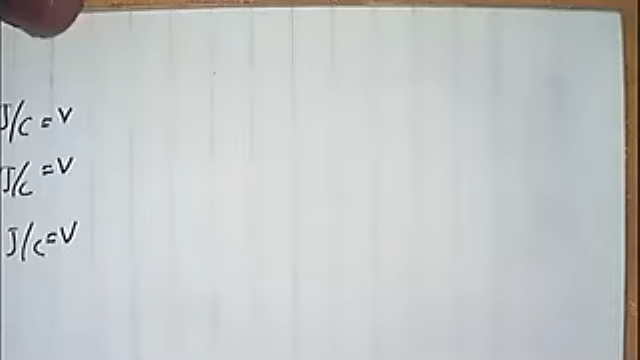 J/C = V
J/C = V
J/C = V